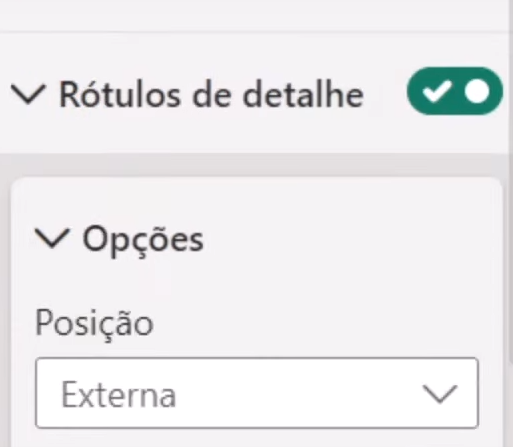 Rótulos de detalhe
Opções
Posição
Externa